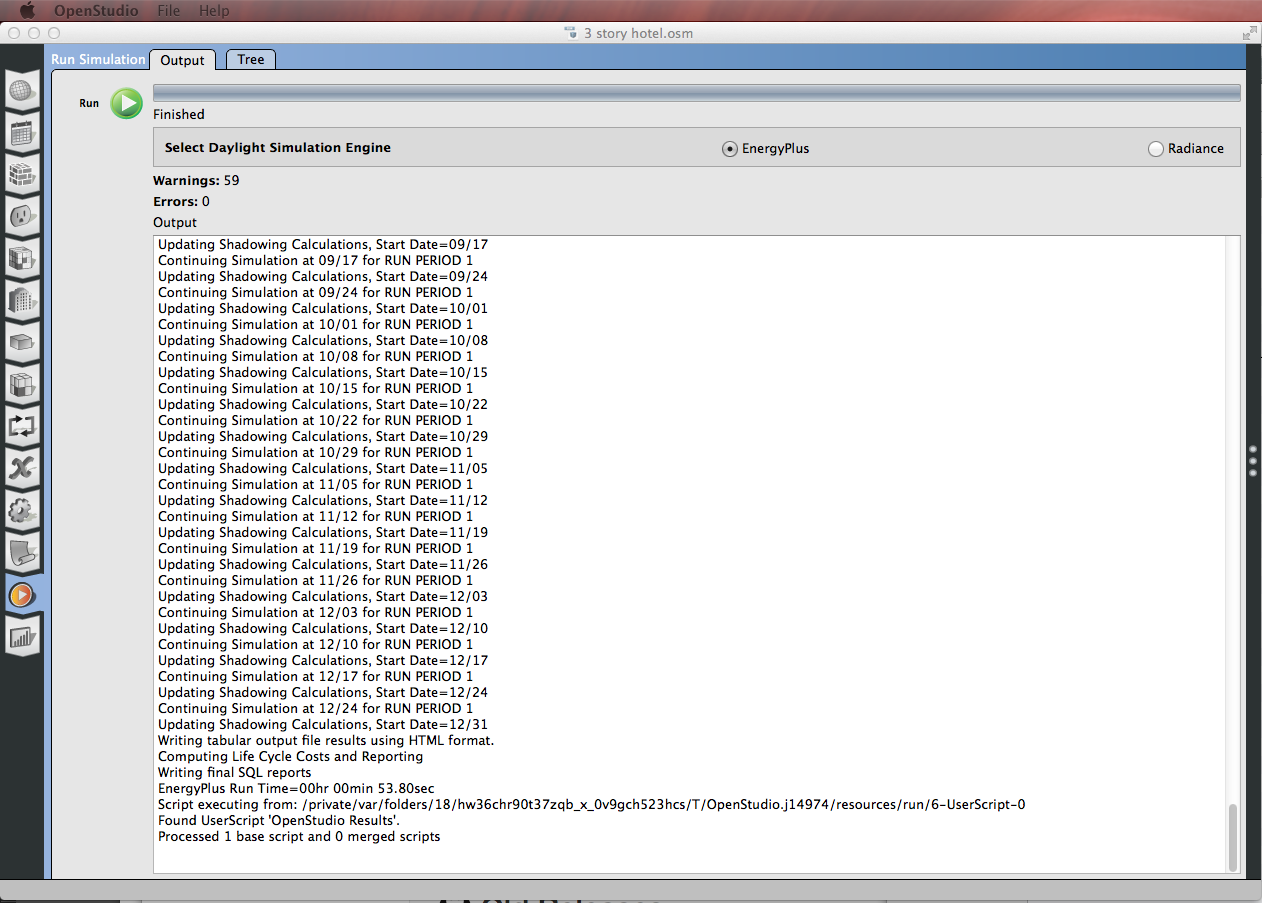 OpenStudio File Help
3 story hotel.osm
Run Simulation Output Tree
Run
Finished
Select Daylight Simulation Engine EnergyPlus Radiance
Warnings: 59
Errors: 0
Output
Updating Shadowing Calculations, Start Date=09/17
Continuing Simulation at 09/17 for RUN PERIOD 1
Updating Shadowing Calculations, Start Date=09/24
Continuing Simulation at 09/24 for RUN PERIOD 1
Updating Shadowing Calculations, Start Date=10/01
Continuing Simulation at 10/01 for RUN PERIOD 1
Updating Shadowing Calculations, Start Date=10/08
Continuing Simulation at 10/08 for RUN PERIOD 1
Updating Shadowing Calculations, Start Date=10/15
Continuing Simulation at 10/15 for RUN PERIOD 1
Updating Shadowing Calculations, Start Date=10/22
Continuing Simulation at 10/22 for RUN PERIOD 1
Updating Shadowing Calculations, Start Date=10/29
Continuing Simulation at 10/29 for RUN PERIOD 1
Updating Shadowing Calculations, Start Date=11/05
Continuing Simulation at 11/05 for RUN PERIOD 1
Updating Shadowing Calculations, Start Date=11/12
Continuing Simulation at 11/12 for RUN PERIOD 1
Updating Shadowing Calculations, Start Date=11/19
Continuing Simulation at 11/19 for RUN PERIOD 1
Updating Shadowing Calculations, Start Date=11/26
Continuing Simulation at 11/26 for RUN PERIOD 1
Updating Shadowing Calculations, Start Date=12/03
Continuing Simulation at 12/03 for RUN PERIOD 1
Updating Shadowing Calculations, Start Date=12/10
Continuing Simulation at 12/10 for RUN PERIOD 1
Updating Shadowing Calculations, Start Date=12/17
Continuing Simulation at 12/17 for RUN PERIOD 1
Updating Shadowing Calculations, Start Date=12/24
Continuing Simulation at 12/24 for RUN PERIOD 1
Updating Shadowing Calculations, Start Date=12/31
Writing tabular output file results using HTML format.
Computing Life Cycle Costs and Reporting
Writing final SQL reports
EnergyPlus Run Time=00hr 00min 53.80sec
Script executing from: /private/var/folders/18/hw36chr90t37zqb_x_0v9gch523hcs/T/OpenStudio.j14974/resources/run/6-UserScript-0
Found UserScript 'OpenStudio Results'.
Processed 1 base script and 0 merged scripts